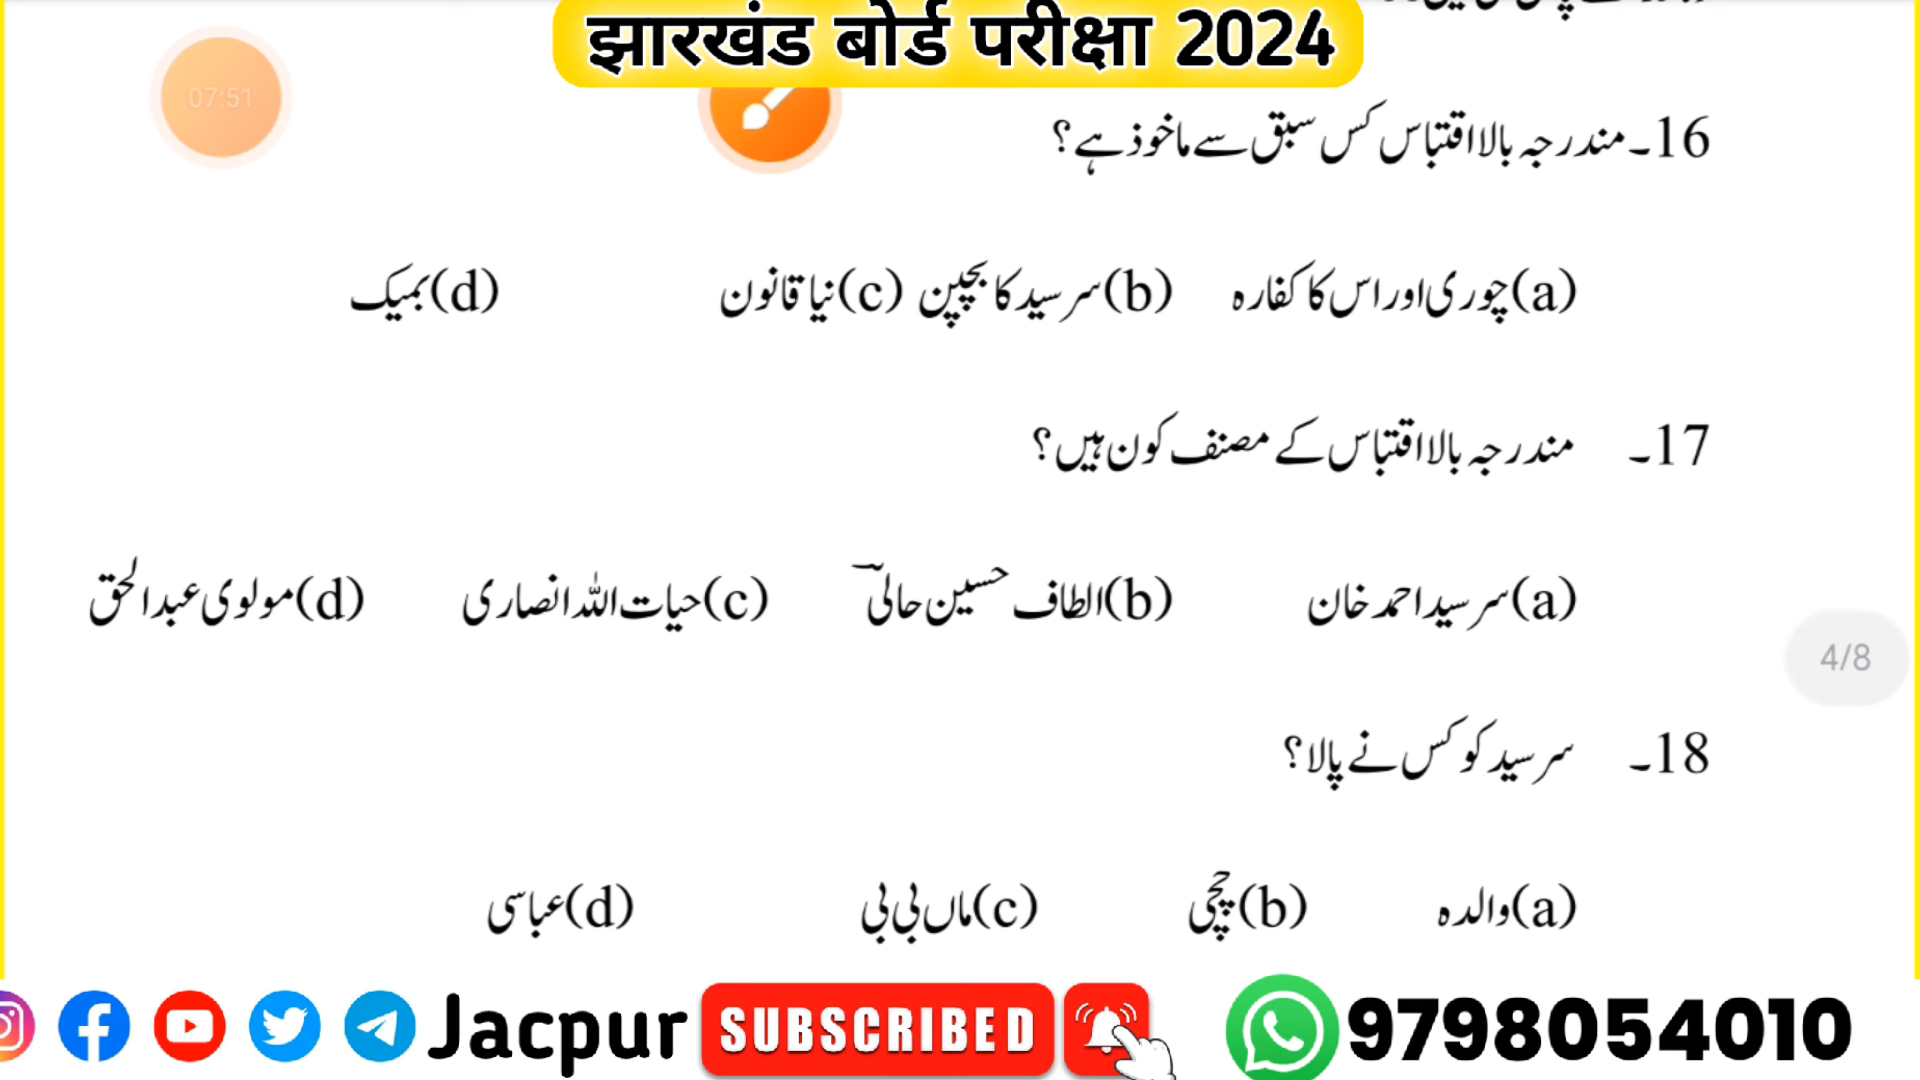 झारखंड बोर्ड परीक्षा 2024
07:51
16۔مندرجہ بالا اقتباس کس سبق سے ماخوذ ہے؟
(a)چوری اور اس کا کفارہ (b)سرسید کا بچپن (c)نیا قانون (d)بمیک
17۔ مندرجہ بالا اقتباس کے مصنف کون ہیں؟
(a)سرسید احمد خان (b)الطاف حسین حالیؔ (c)حیات اللہ انصاری (d)مولوی عبدالحق
4/8
18۔ سرسید کو کس نے پالا؟
(a)والدہ (b)چچی (c)ماں بی بی (d)عباسی
Jacpur SUBSCRIBED 9798054010